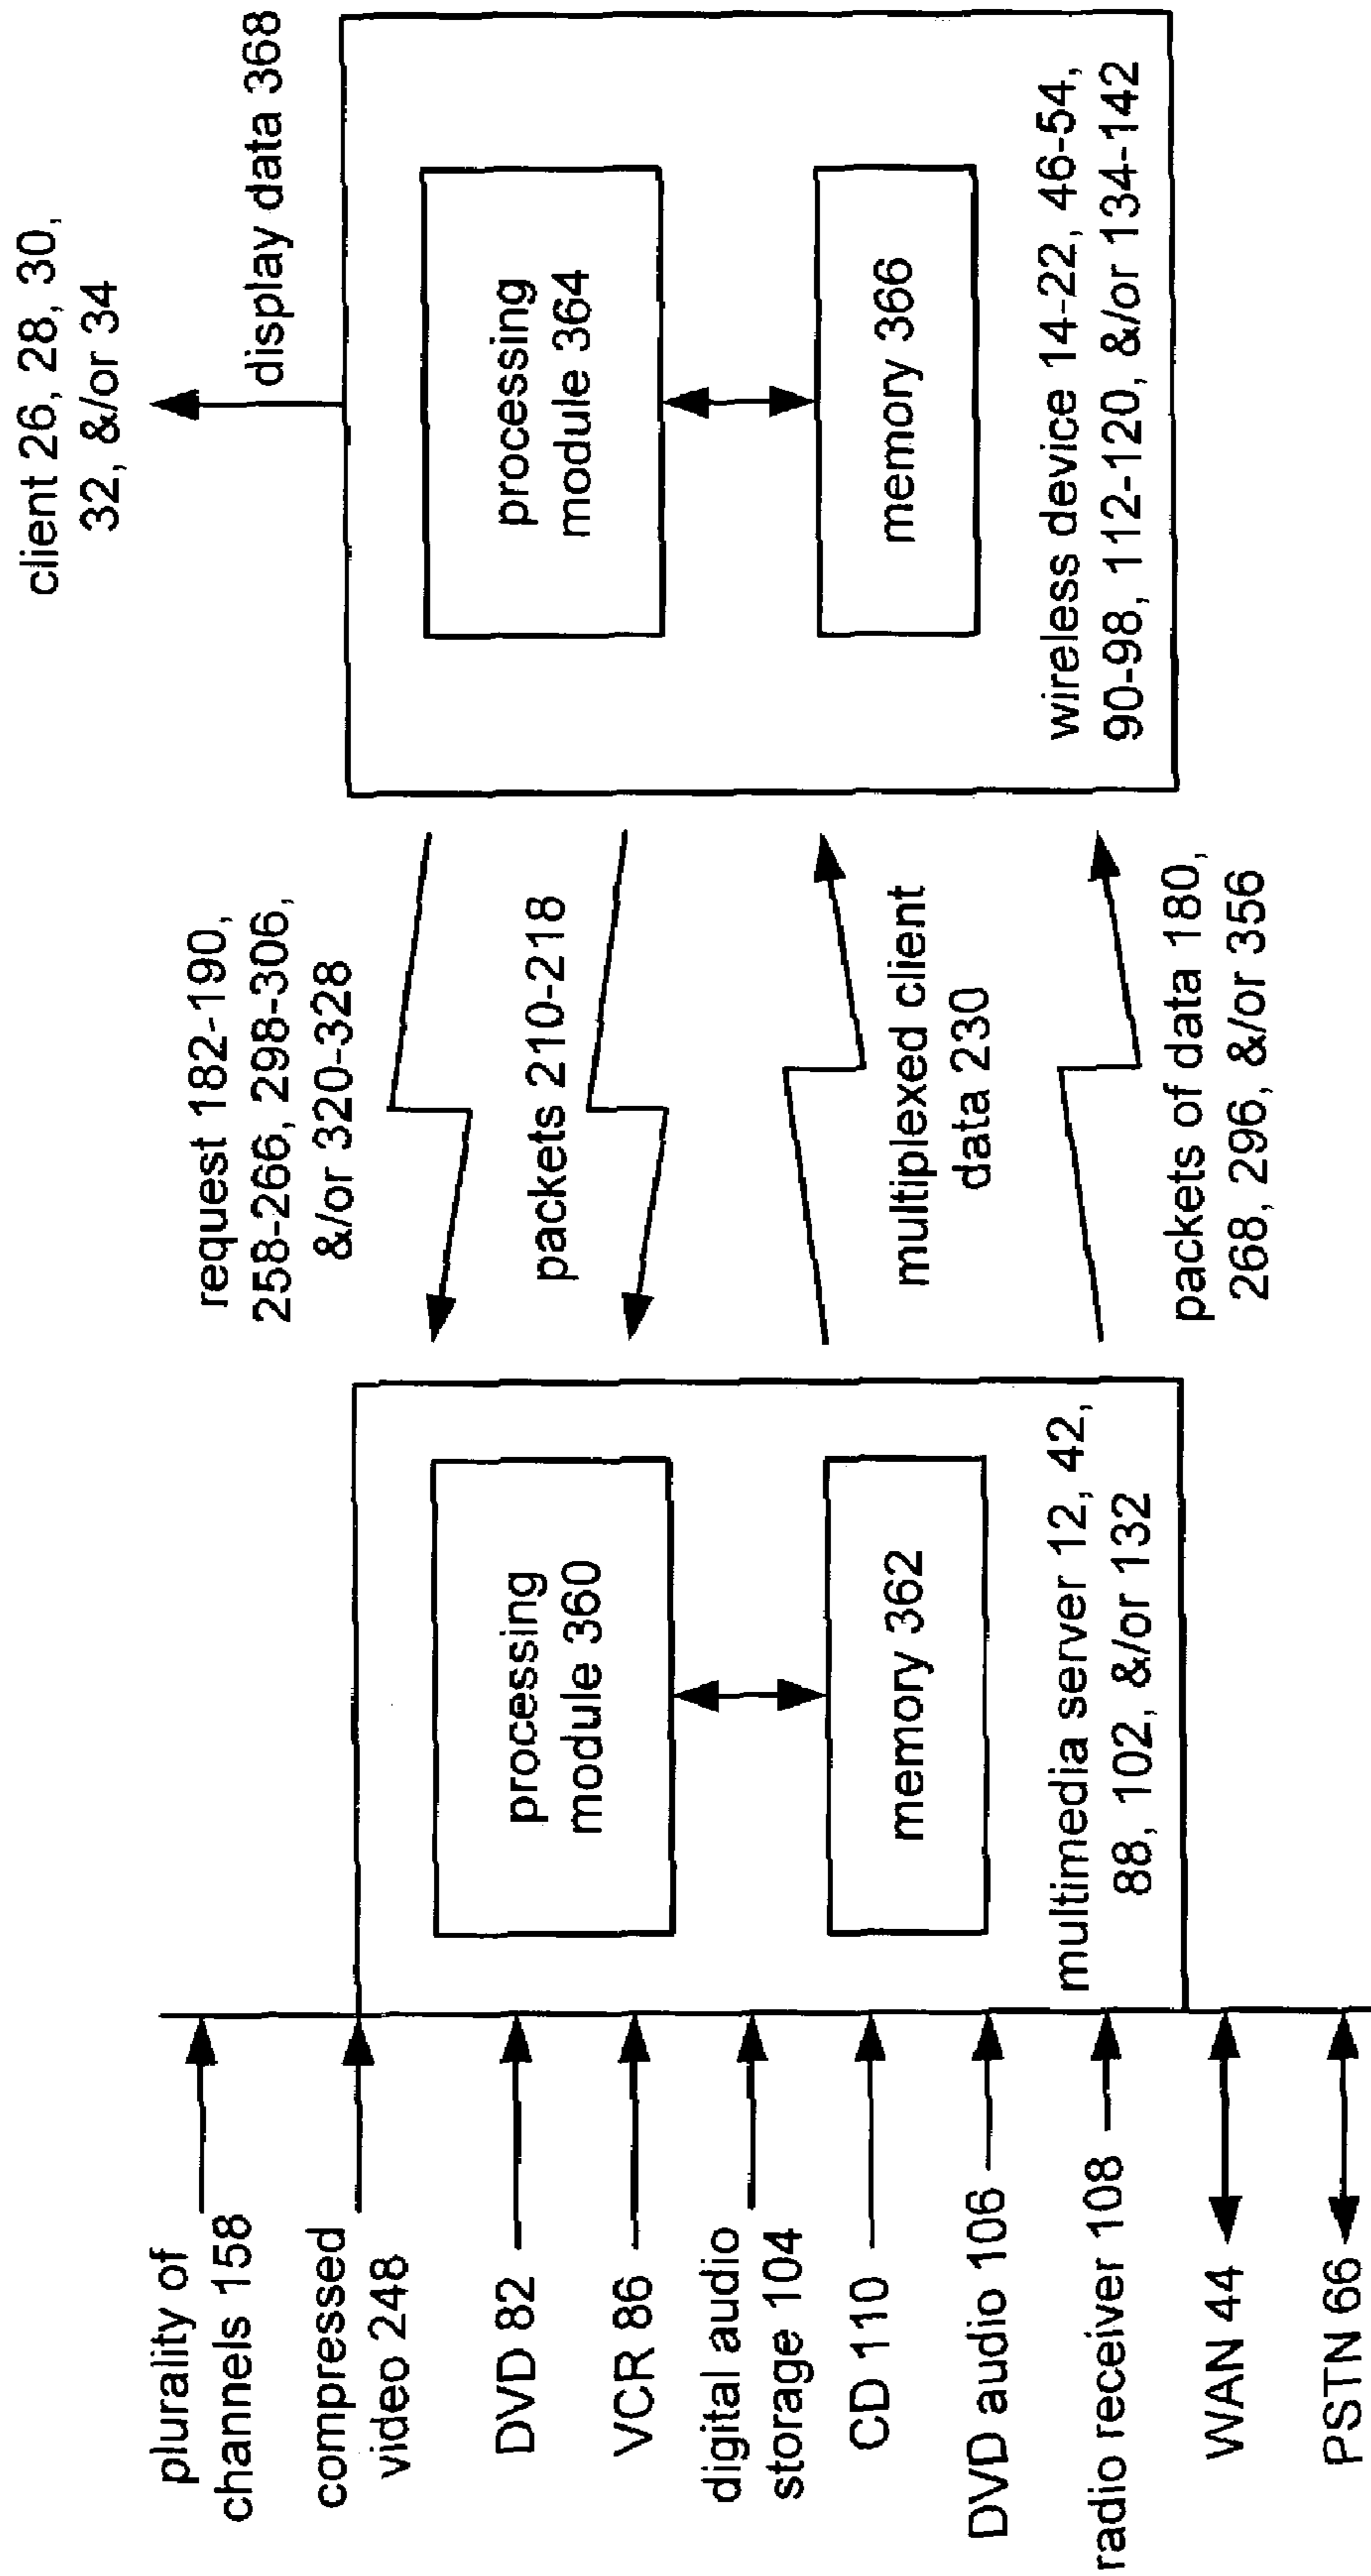 plurality of
channels 158
compressed
video 248
DVD 82
VCR 86
digital audio
storage 104
CD 110
DVD audio 106
radio receiver 108
WAN 44
PSTN 66
processing
module 360
memory 362
multimedia server 12, 42,
88, 102, &/or 132
request 182-190,
258-266, 298-306,
&/or 320-328
packets 210-218
multiplexed client
data 230
packets of data 180,
268, 296, &/or 356
client 26, 28, 30,
32, &/or 34
display data 368
processing
module 364
memory 366
wireless device 14-22, 46-54,
90-98, 112-120, &/or 134-142